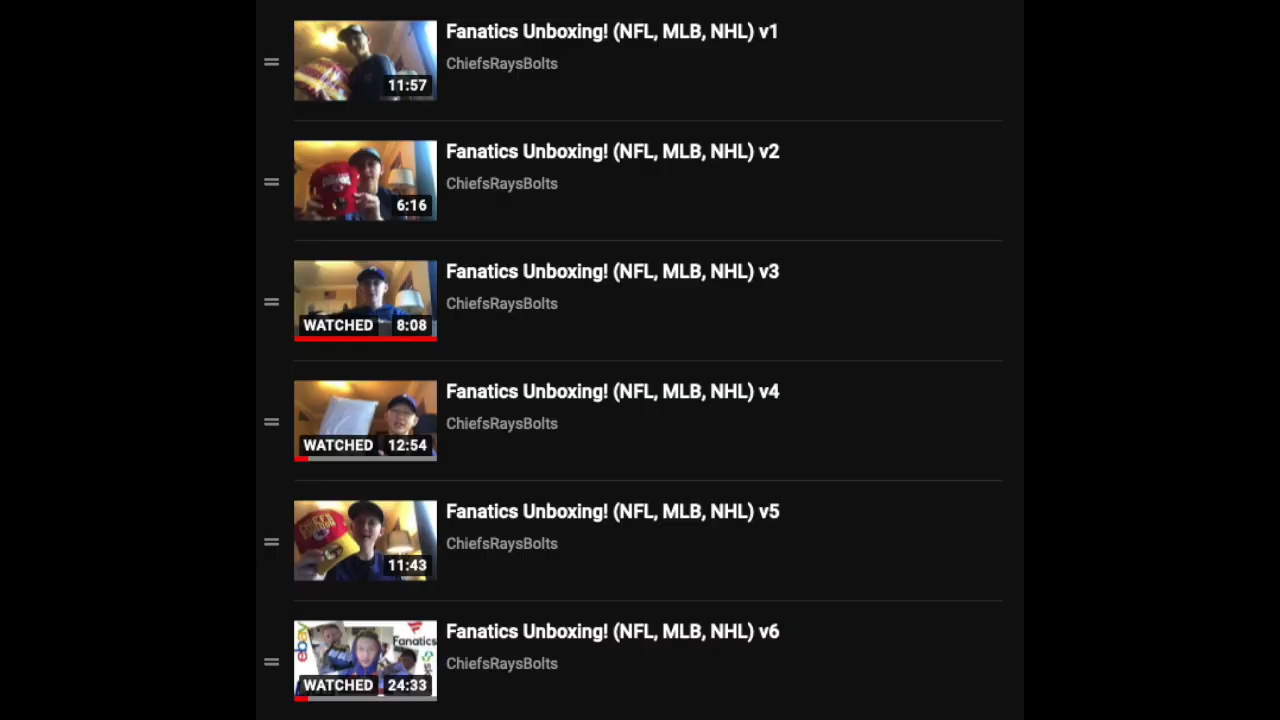 Fanatics Unboxing! (NFL, MLB, NHL) v1
ChiefsRaysBolts
11:57
Fanatics Unboxing! (NFL, MLB, NHL) v2
ChiefsRaysBolts
6:16
Fanatics Unboxing! (NFL, MLB, NHL) v3
ChiefsRaysBolts
WATCHED 8:08
Fanatics Unboxing! (NFL, MLB, NHL) v4
ChiefsRaysBolts
WATCHED 12:54
Fanatics Unboxing! (NFL, MLB, NHL) v5
ChiefsRaysBolts
11:43
Fanatics Unboxing! (NFL, MLB, NHL) v6
ChiefsRaysBolts
ebay
Fanatics
WATCHED 24:33